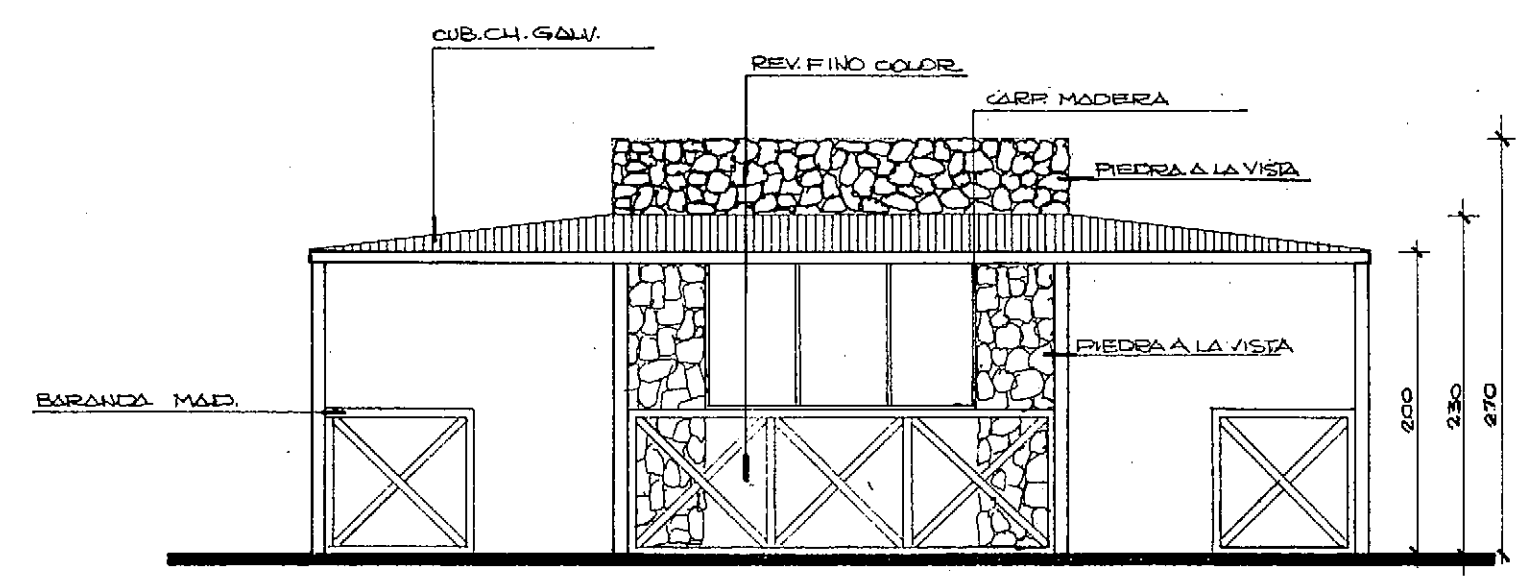 CUB.CH.GALV.
REV.FINO COLOR
CARP. MADERA
PIEDRA A LA VISTA
PIEDRA A LA VISTA
BARANDA MAD.
200
230
270